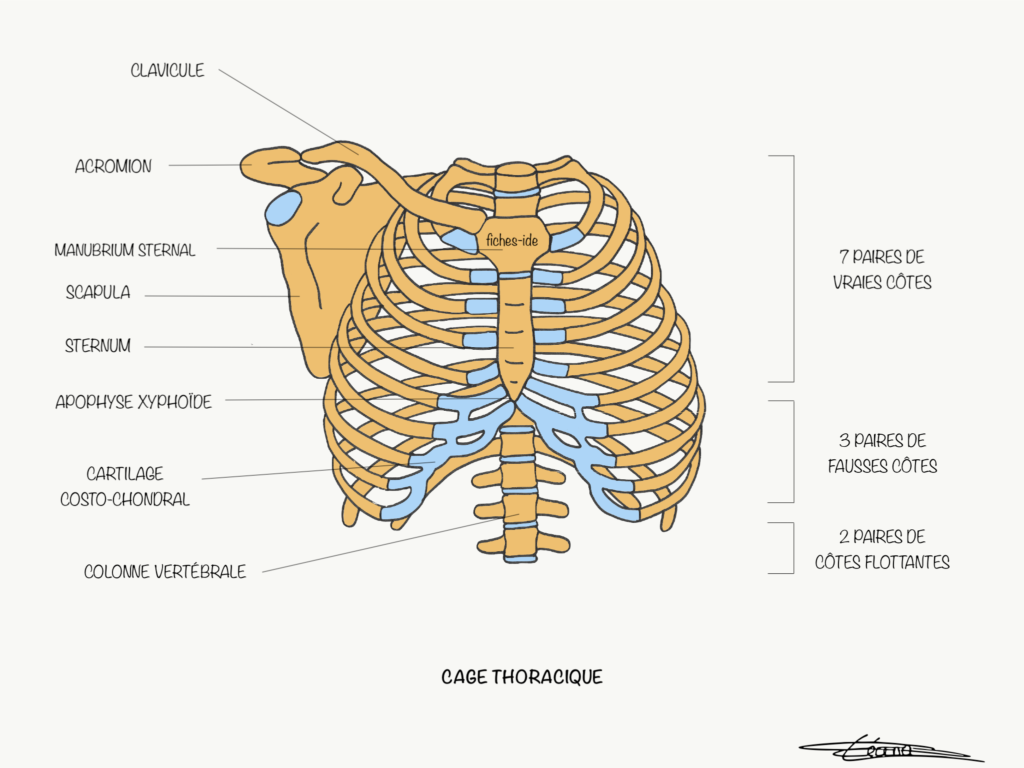 CLAVICULE
ACROMION
MANUBRIUM STERNAL
SCAPULA
STERNUM
APOPHYSE XYPHOÏDE
CARTILAGE
COSTO-CHONDRAL
COLONNE VERTÉBRALE
fiches-ide
7 PAIRES DE
VRAIES CÔTES
3 PAIRES DE
FAUSSES CÔTES
2 PAIRES DE
CÔTES FLOTTANTES
CAGE THORACIQUE